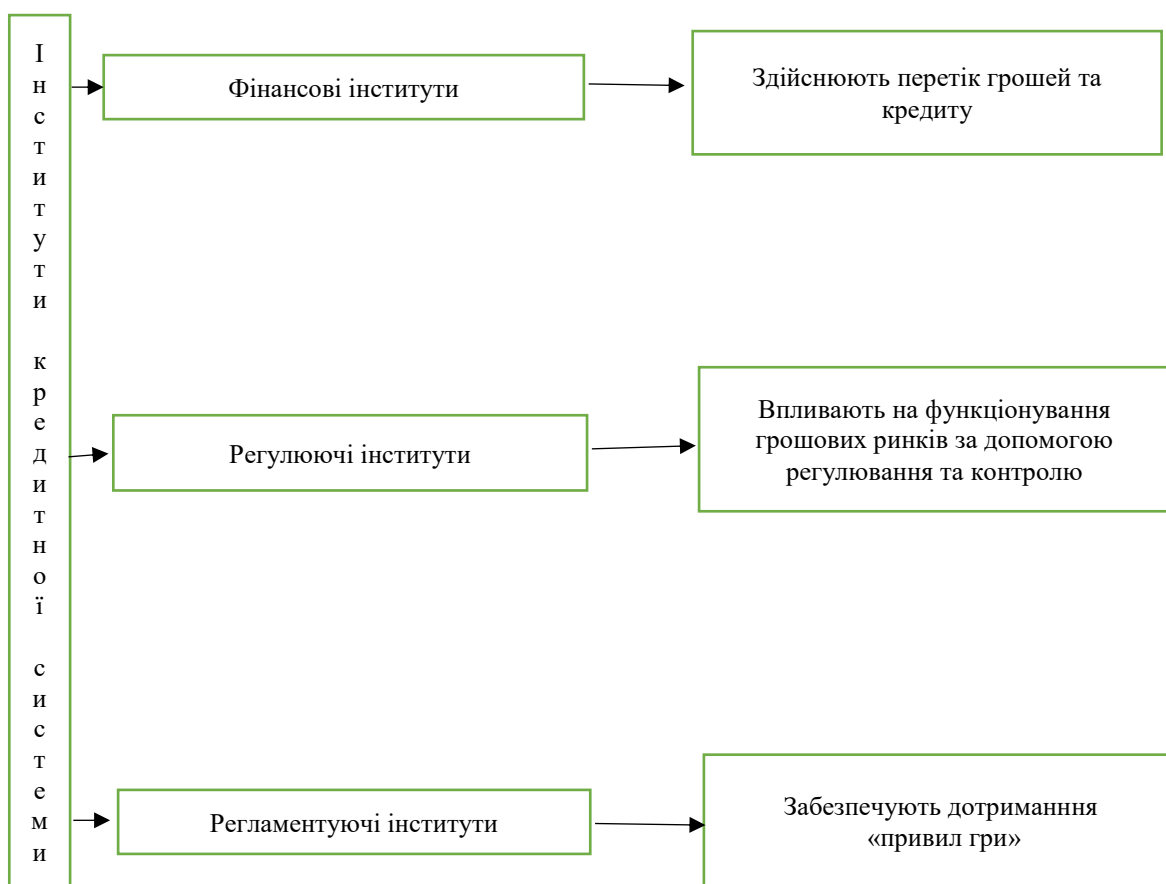 Інститути кредитної системи
Фінансові інститути
Здійснюють перетік грошей та
кредиту
Регулюючі інститути
Впливають на функціонування
грошових ринків за допомогою
регулювання та контролю
Регламентуючі інститути
Забезпечують дотриманння
«привил гри»